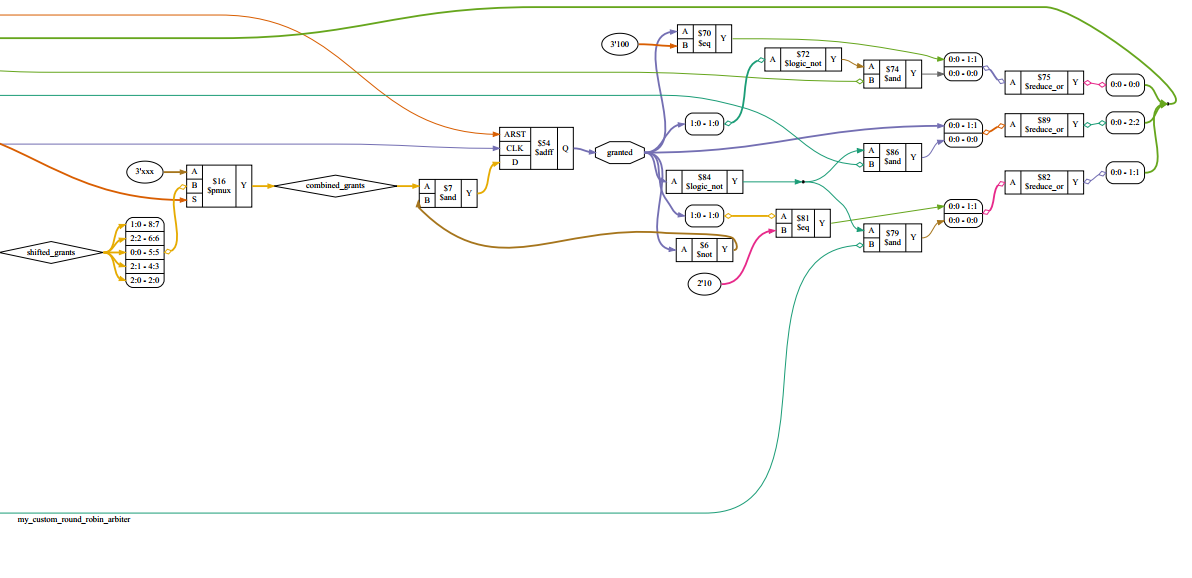 3'100
A
B
$70
$eq
Y
A
$72
$logic_not
Y
A
B
$74
$and
Y
0:0 - 1:1
0:0 - 0:0
A
$75
$reduce_or
Y
0:0 - 0:0
1:0 - 1:0
ARST
CLK
D
$54
$adff
Q
granted
0:0 - 1:1
0:0 - 0:0
A
$89
$reduce_or
Y
0:0 - 2:2
A
B
$86
$and
Y
3'xxx
A
B
S
$16
$pmux
Y
combined_grants
A
B
$7
$and
Y
A
$84
$logic_not
Y
A
$82
$reduce_or
Y
0:0 - 1:1
1:0 - 1:0
A
B
$81
$eq
Y
0:0 - 1:1
0:0 - 0:0
A
B
$79
$and
Y
shifted_grants
1:0 - 8:7
2:2 - 6:6
0:0 - 5:5
2:1 - 4:3
2:0 - 2:0
A
$6
$not
Y
2'10
my_custom_round_robin_arbiter